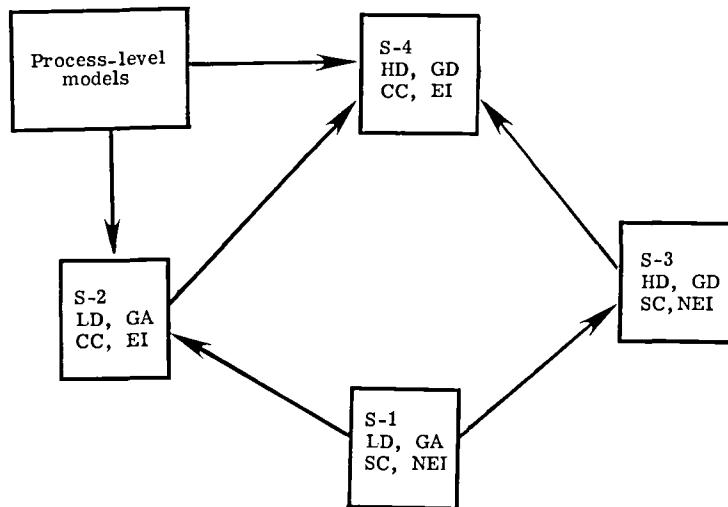 Process-level
models
S-4
HD, GD
CC, EI
S-2
LD, GA
CC, EI
S-3
HD, GD
SC, NEI
S-1
LD, GA
SC, NEI